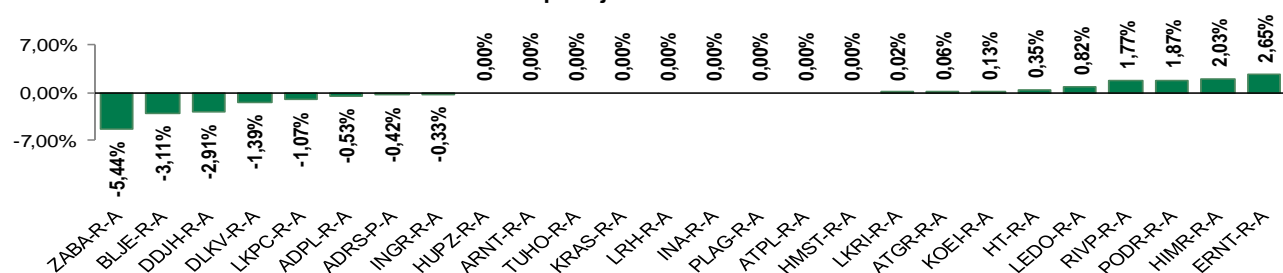 7,00%
0,00%
-7,00%
-5,44%
-3,11%
-2,91%
-1,39%
-1,07%
-0,53%
-0,42%
-0,33%
0,00%
0,00%
0,00%
0,00%
0,00%
0,00%
0,00%
0,00%
0,00%
0,02%
0,06%
0,13%
0,35%
0,82%
1,77%
1,87%
2,03%
2,65%
ZABA-R-A
BLJE-R-A
DDJH-R-A
DLKV-R-A
LKPC-R-A
ADPL-R-A
ADRS-P-A
INGR-R-A
HUPZ-R-A
ARNT-R-A
TUHO-R-A
KRAS-R-A
LRH-R-A
INA-R-A
PLAG-R-A
ATPL-R-A
HMST-R-A
LKRI-R-A
ATGR-R-A
KOEI-R-A
HT-R-A
LEDO-R-A
RIVP-R-A
PODR-R-A
HIMR-R-A
ERNT-R-A